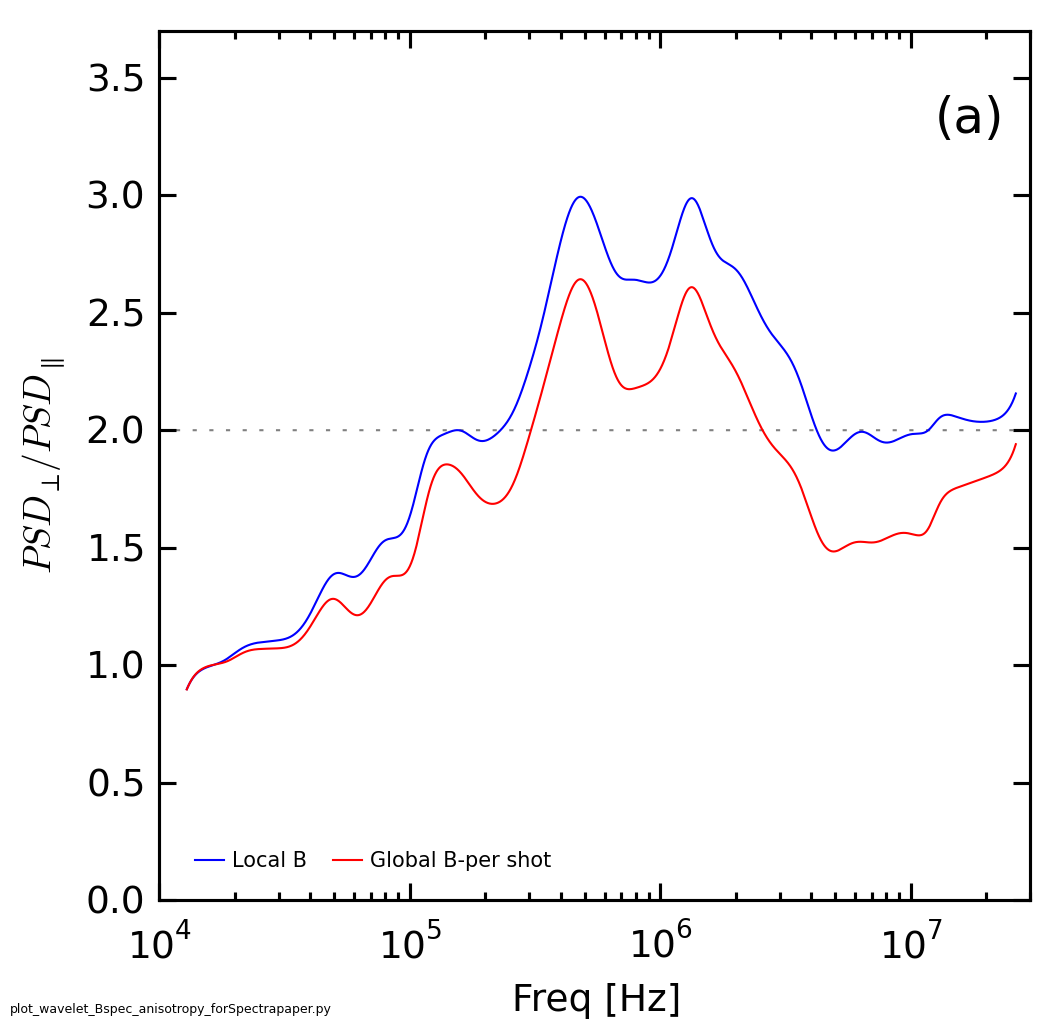 3.5
(a)
3.0
2.5
2.0
1.5
1.0
0.5
0.0
PSD⊥/PSD∥
Local B
Global B-per shot
10⁴ 10⁵ 10⁶ 10⁷
Freq [Hz]
plot_wavelet_Bspec_anisotropy_forSpectrapaper.py